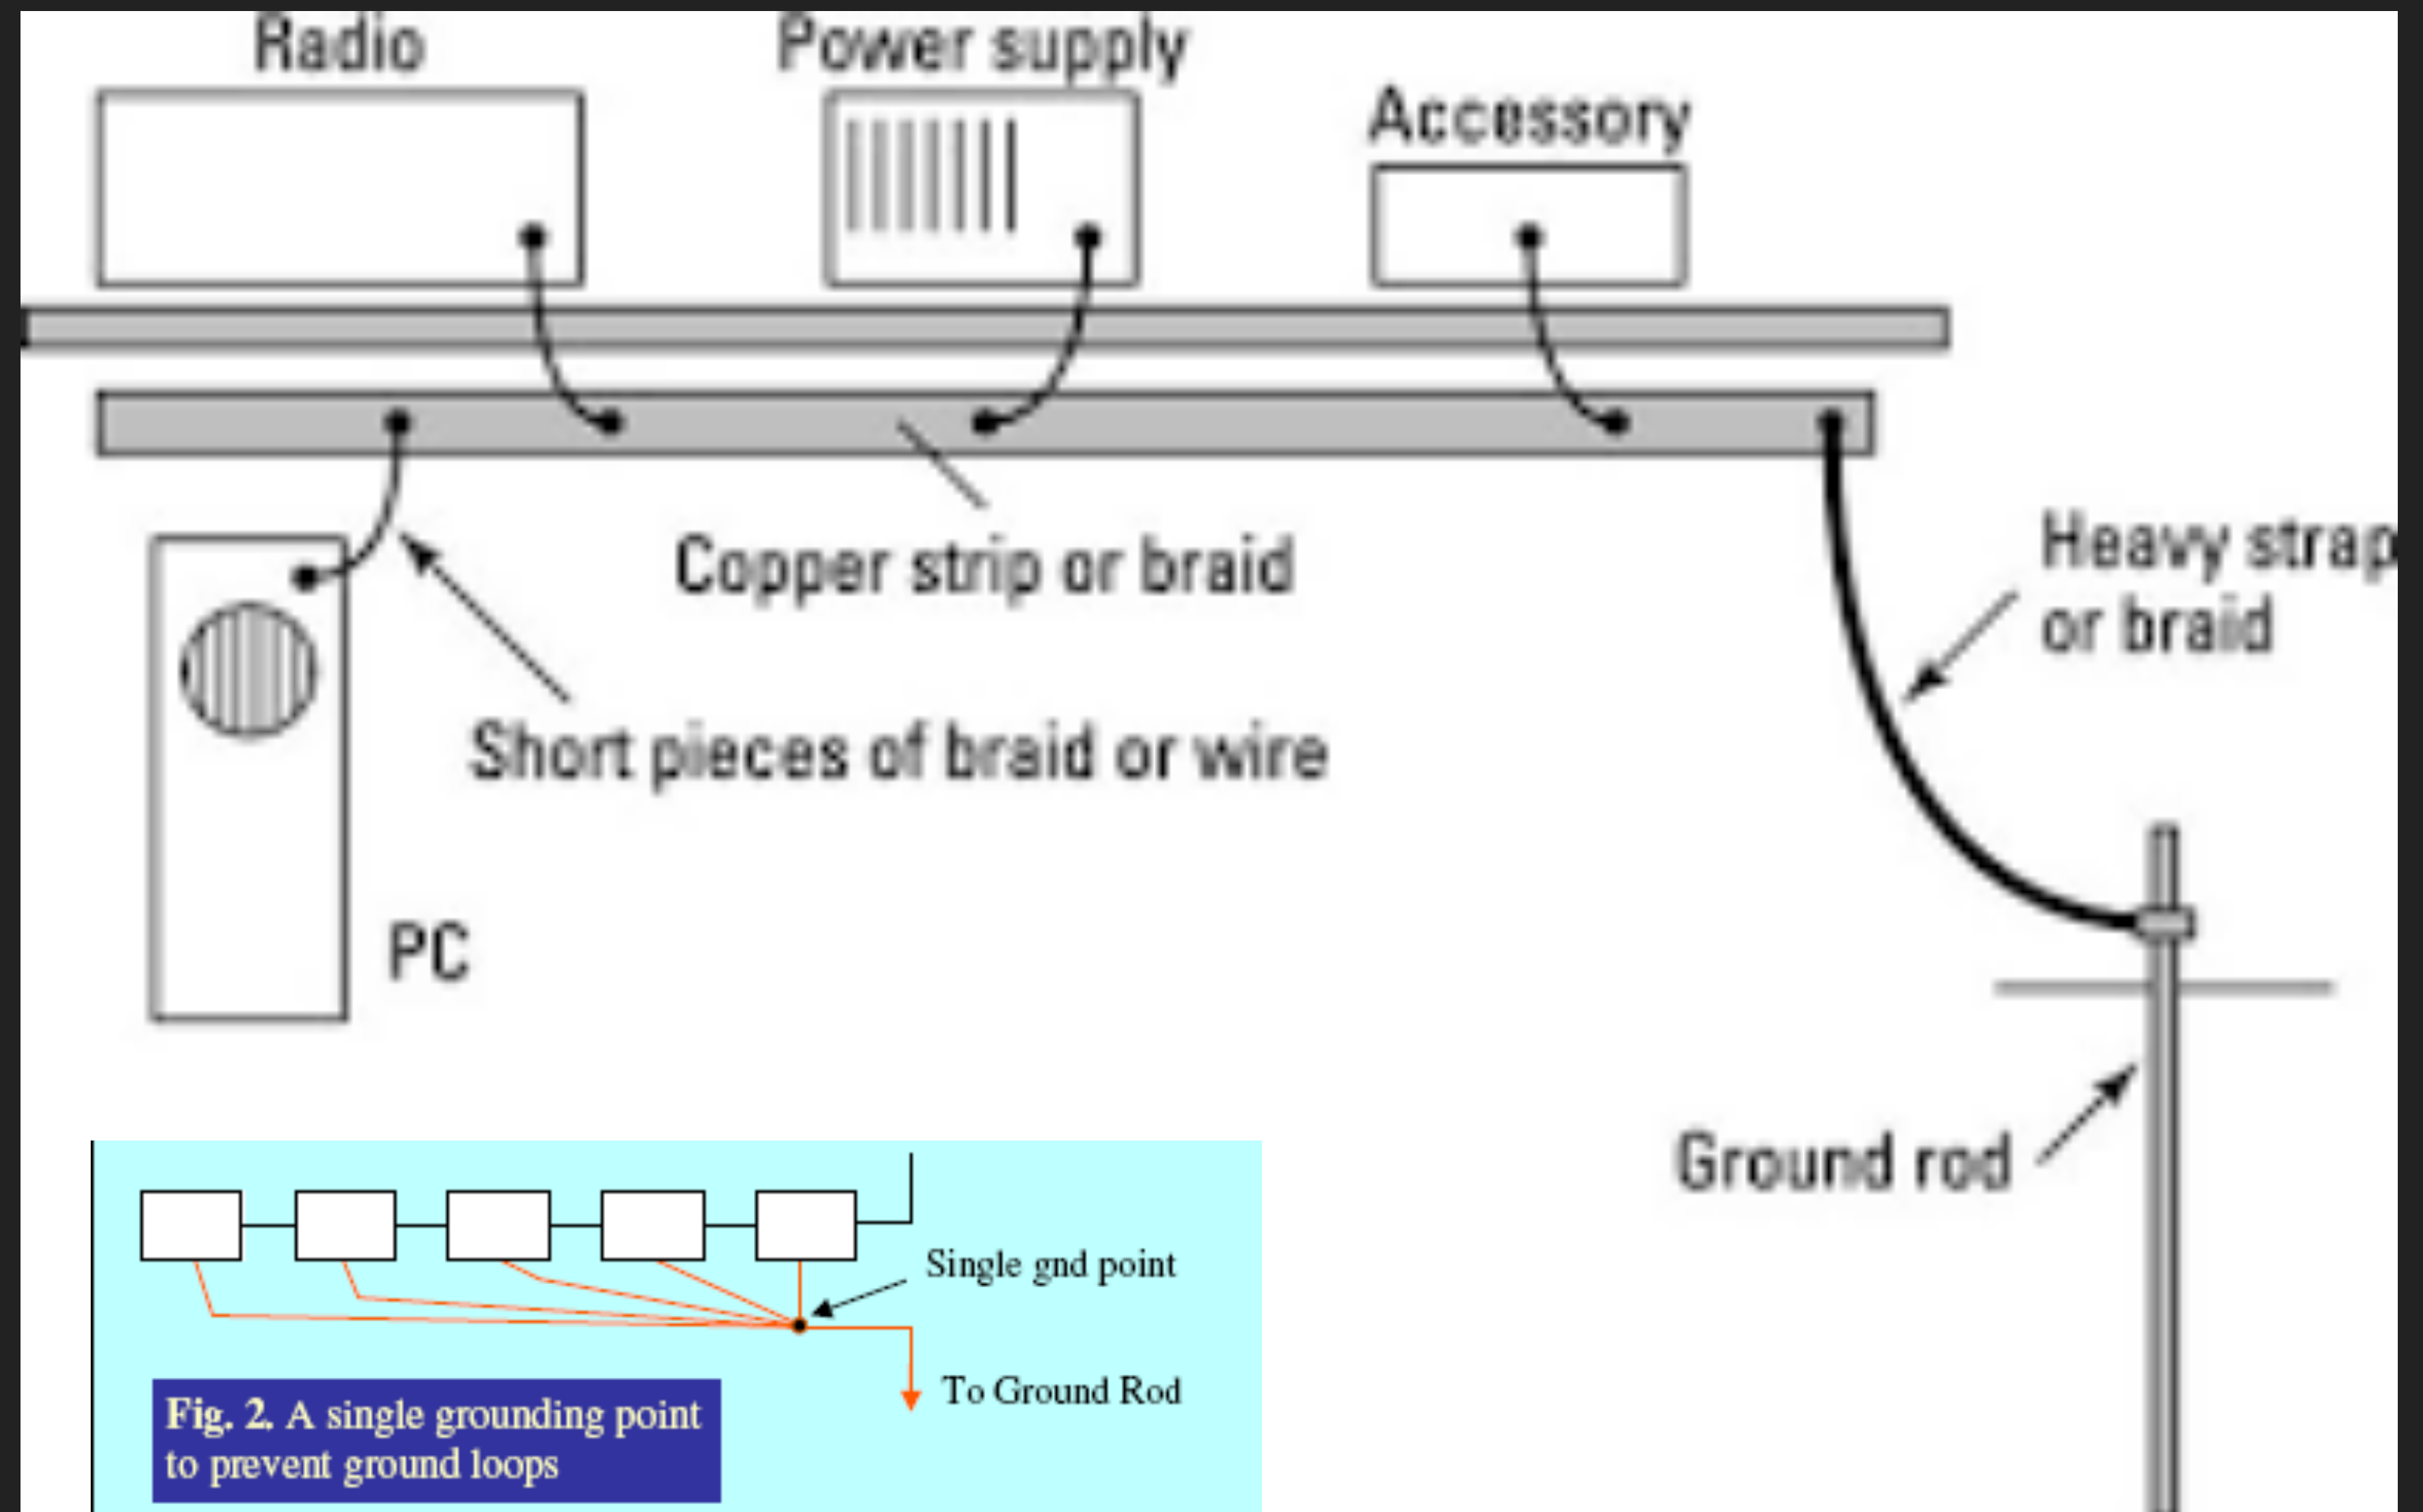 Radio
Power supply
Accessory
Copper strip or braid
Heavy strap
or braid
Short pieces of braid or wire
PC
Ground rod
Single gnd point
To Ground Rod
Fig. 2. A single grounding point
to prevent ground loops